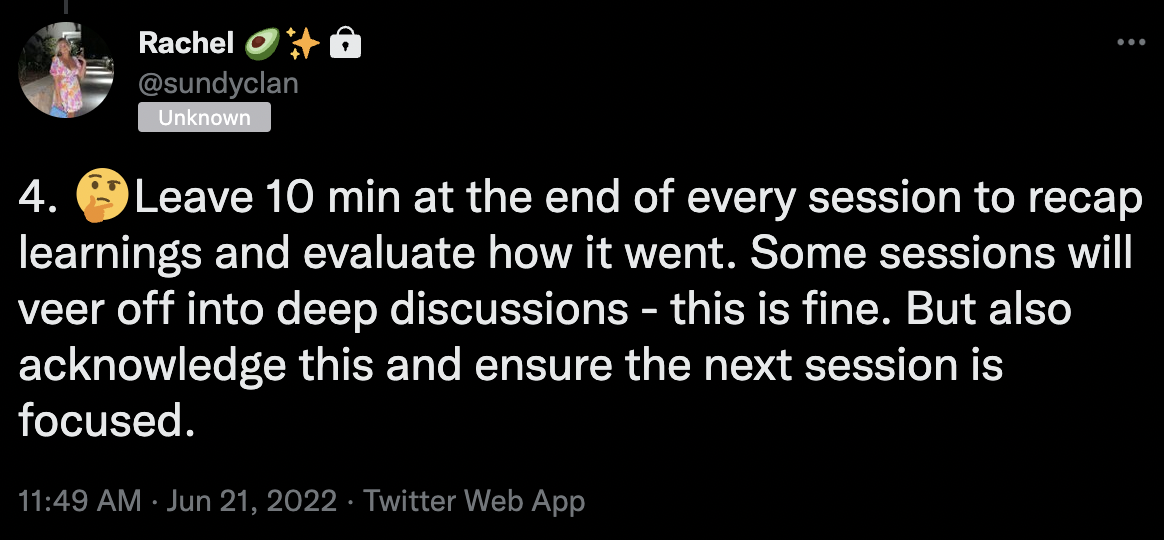 Rachel 🥑✨🔒
@sundyclan
Unknown
4. 🤔Leave 10 min at the end of every session to recap
learnings and evaluate how it went. Some sessions will
veer off into deep discussions - this is fine. But also
acknowledge this and ensure the next session is
focused.
11:49 AM · Jun 21, 2022 · Twitter Web App